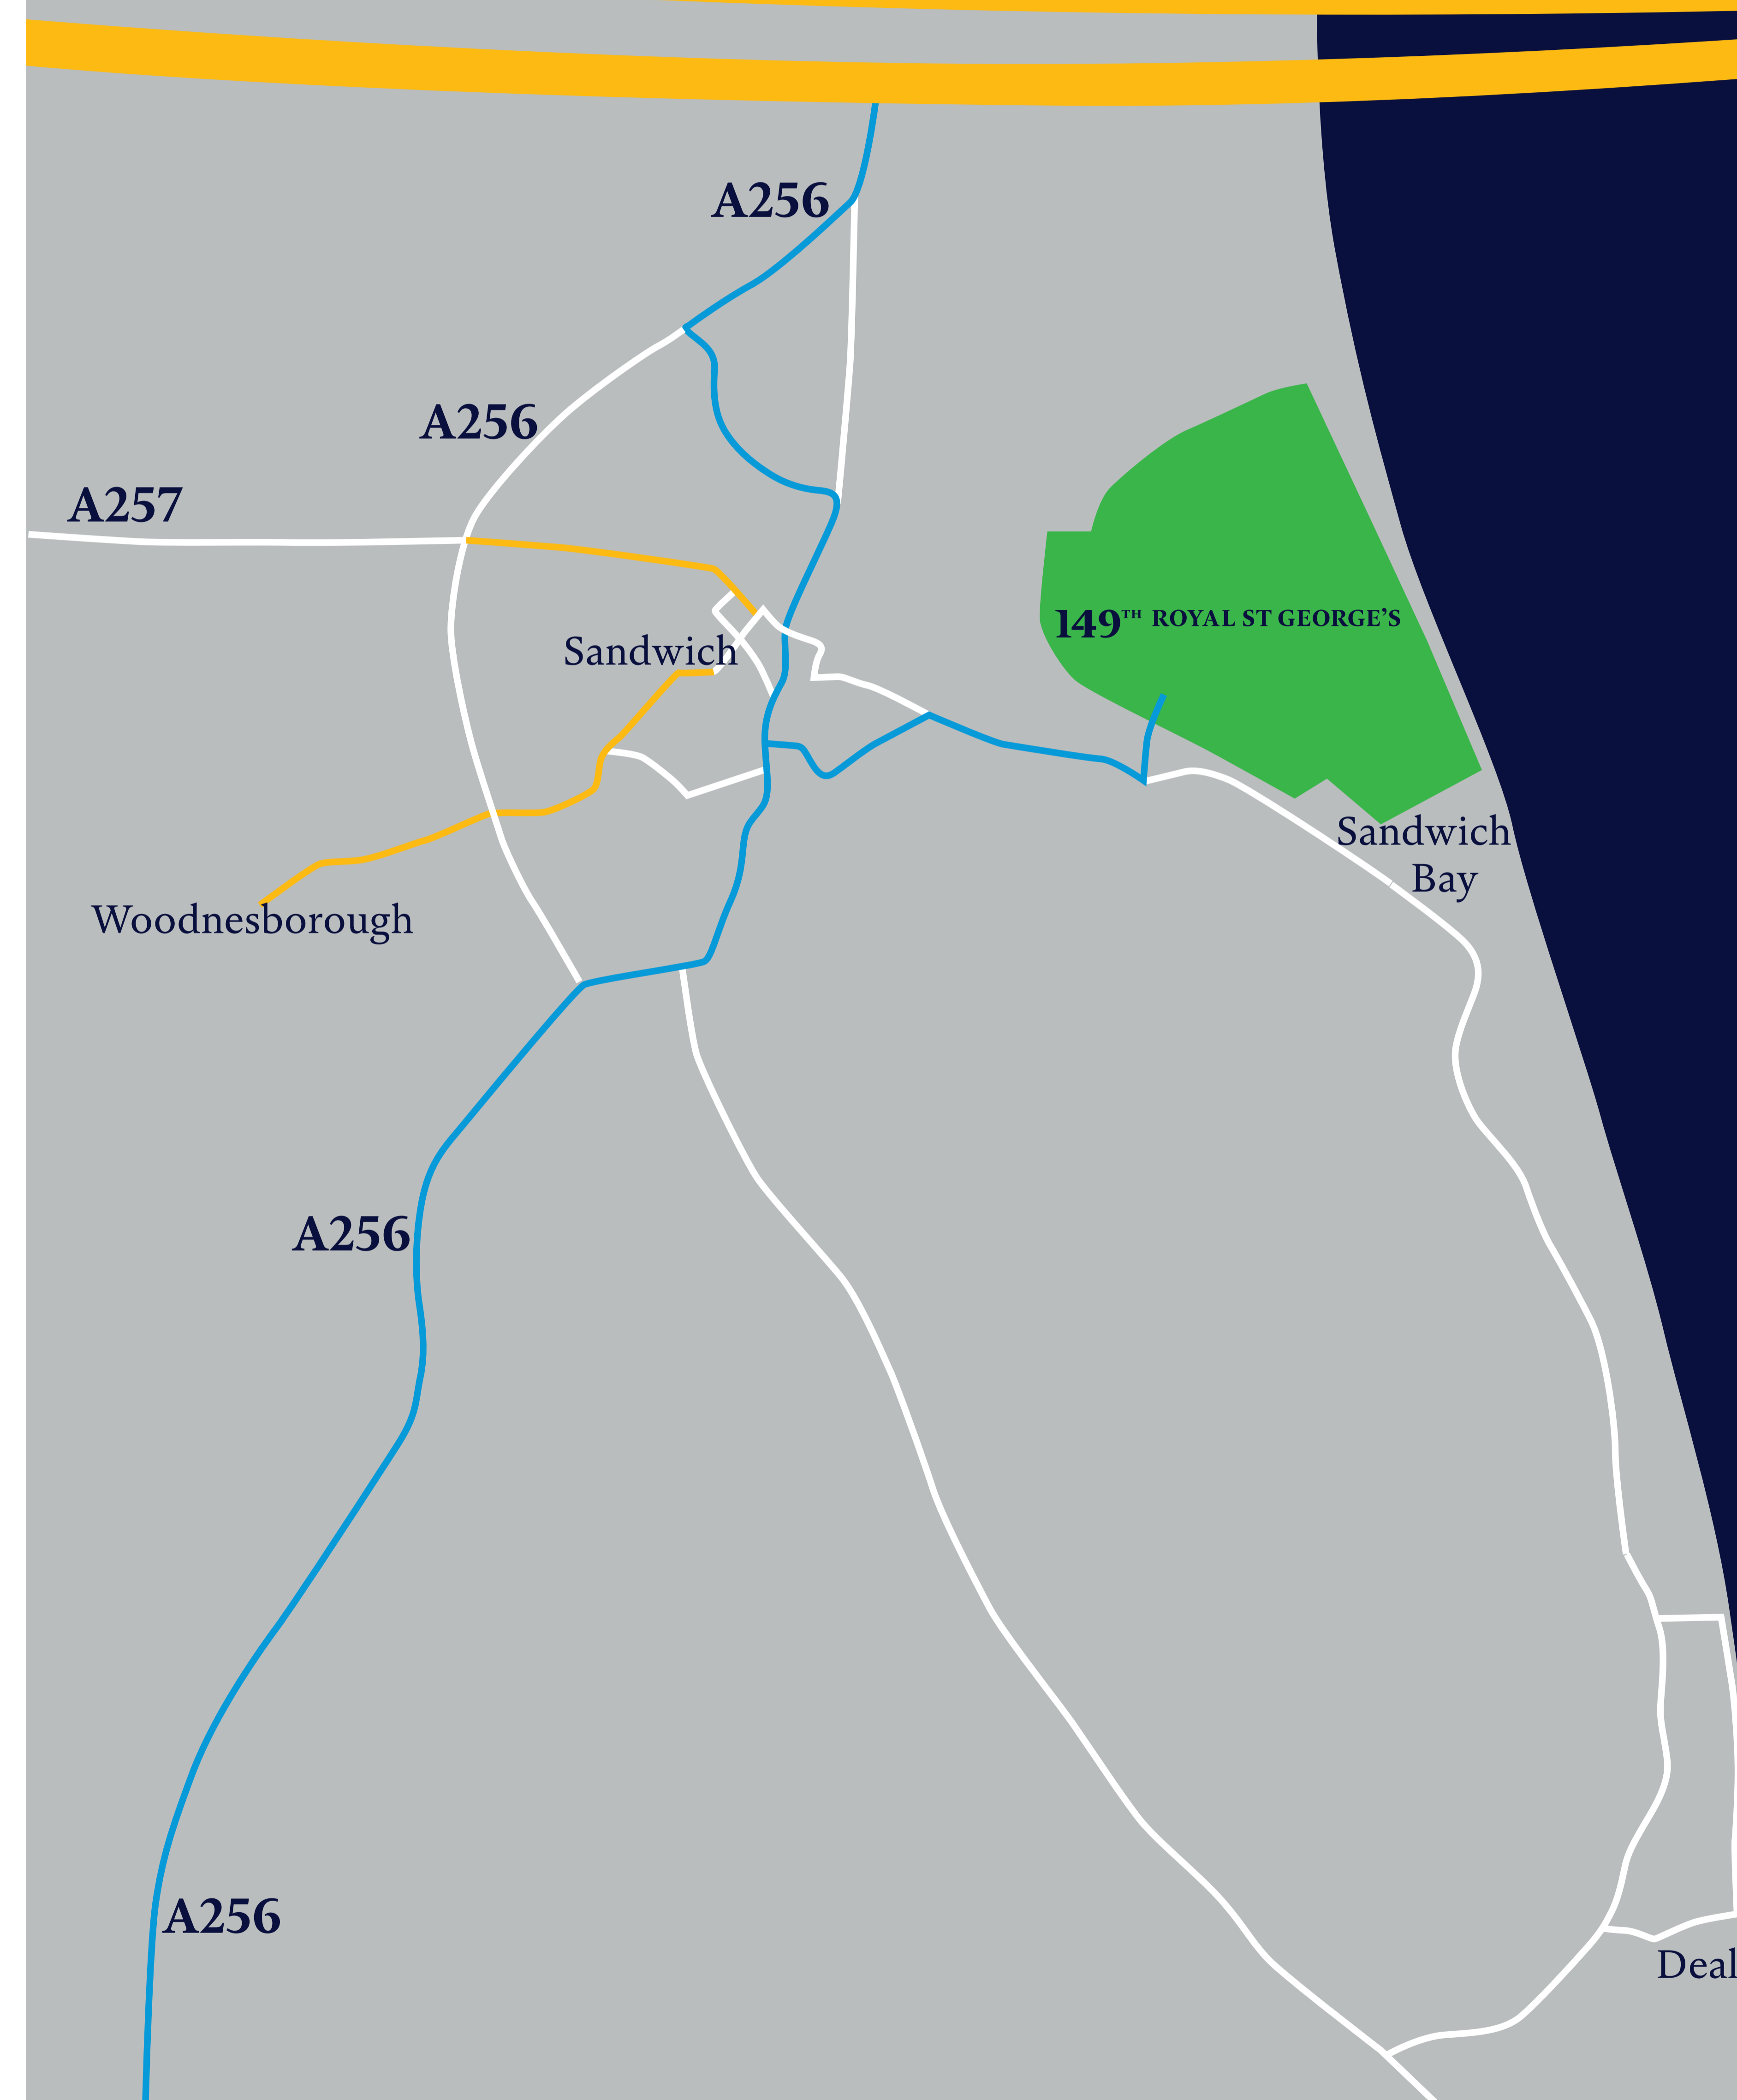 A256
A256
A257
149TH ROYAL ST GEORGE’S
Sandwich
Sandwich
Bay
Woodnesborough
A256
A256
Deal